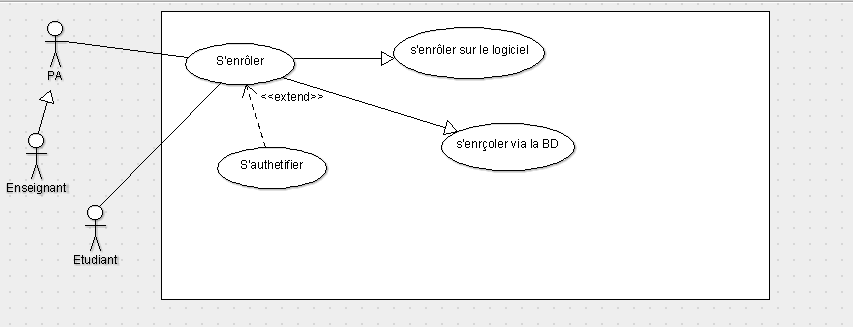 PA
Enseignant
Etudiant
S'enrôler
<<extend>>
S'authetifier
s'enrôler sur le logiciel
s'enrçoler via la BD